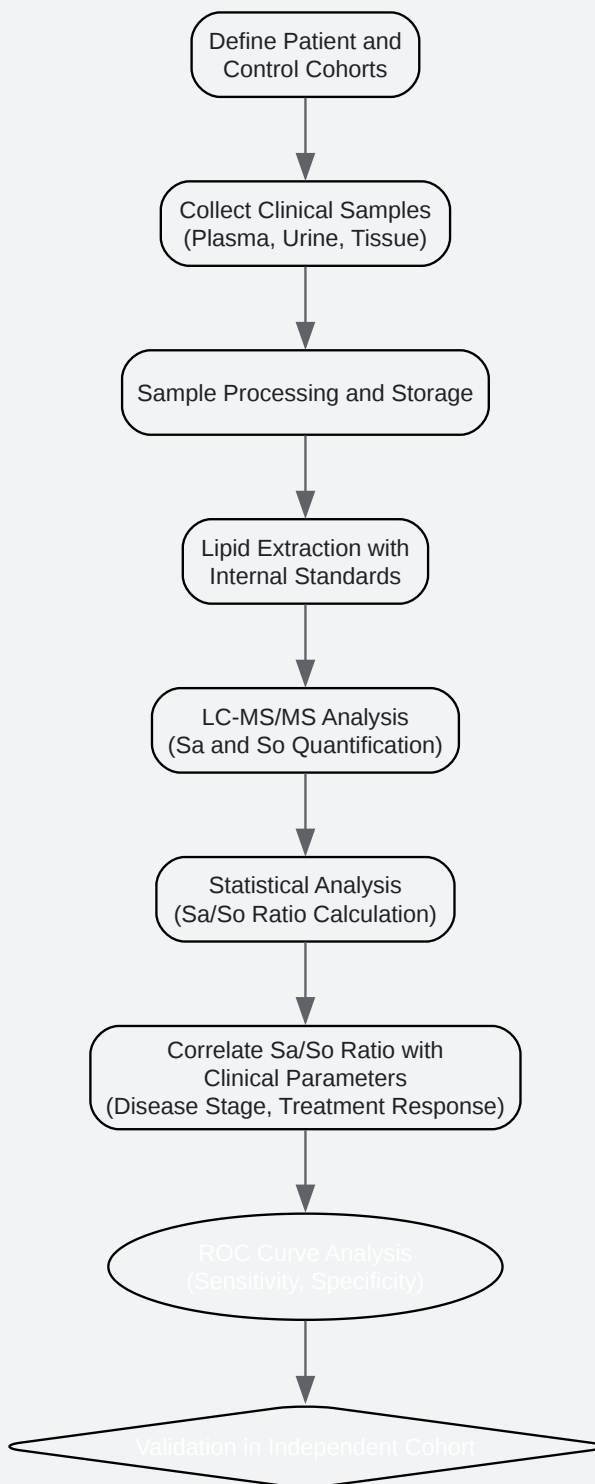 Define Patient and
Control Cohorts
Collect Clinical Samples
(Plasma, Urine, Tissue)
Sample Processing and Storage
Lipid Extraction with
Internal Standards
LC-MS/MS Analysis
(Sa and So Quantification)
Statistical Analysis
(Sa/So Ratio Calculation)
Correlate Sa/So Ratio with
Clinical Parameters
(Disease Stage, Treatment Response)
ROC Curve Analysis
(Sensitivity, Specificity)
Validation in Independent Cohort